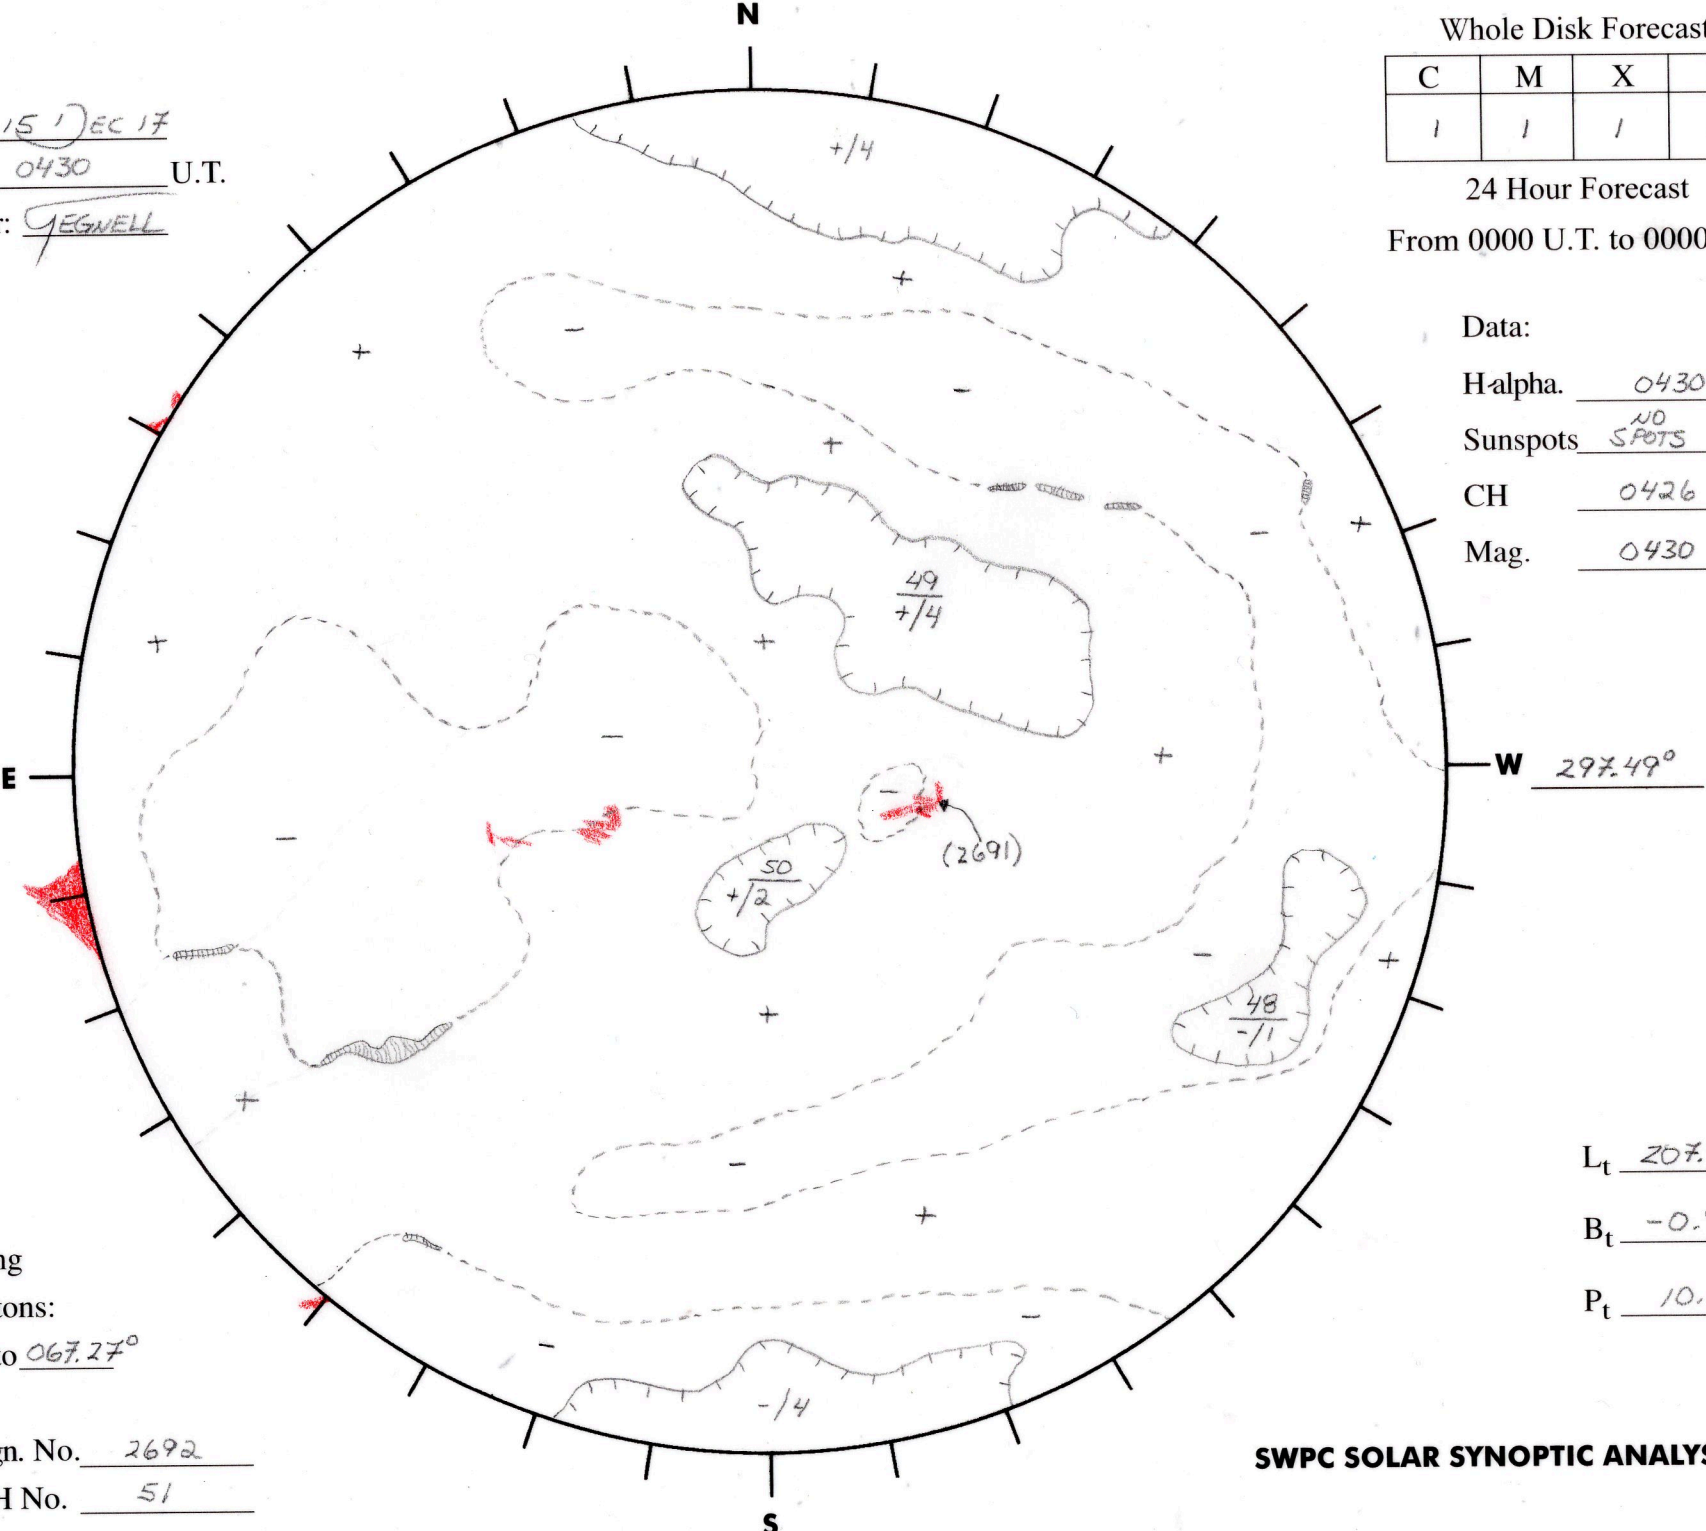 N
15 DEC 17
0430 U.T.
r: GEGNELL
Whole Disk Forecast
C M X
1 1 1
24 Hour Forecast
From 0000 U.T. to 0000
Data:
H-alpha. 0430
Sunspots NO SPOTS
CH 0426
Mag. 0430
+/4
+
-
+
-
+
-
+
49
+/4
+
+
-
+
E
W 297.49°
-
-
(2691)
50
+/2
-
+
48
-/1
+
+
-
+
Lt 207.
Bt -0.
Pt 10.
ng
tons:
to 067.27°
-
-
-/4
gn. No. 2692
H No. 51
SWPC SOLAR SYNOPTIC ANALYS
S